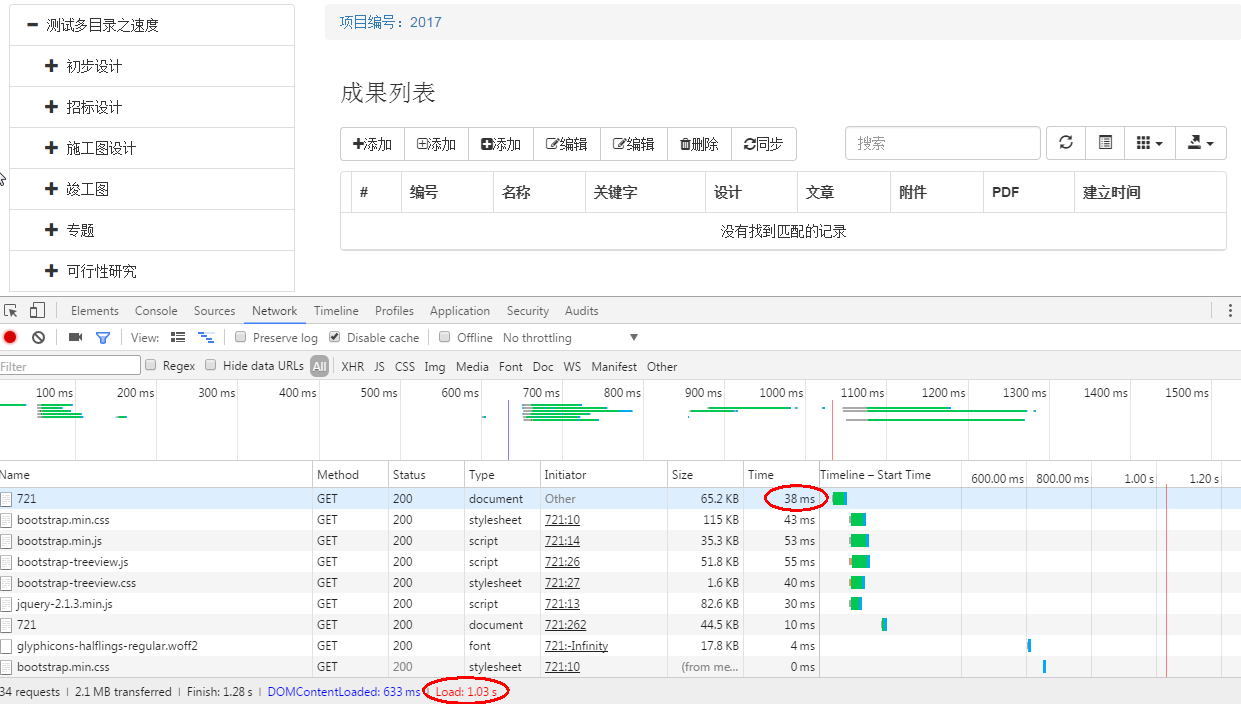 测试多目录之速度
初步设计
招标设计
施工图设计
竣工图
专题
可行性研究
项目编号：2017
成果列表
添加 添加 添加 编辑 编辑 删除 同步 搜索
# 编号 名称 关键字 设计 文章 附件 PDF 建立时间
没有找到匹配的记录
Elements Console Sources Network Timeline Profiles Application Security Audits
View: Preserve log Disable cache Offline No throttling
Filter Regex Hide data URLs All XHR JS CSS Img Media Font Doc WS Manifest Other
100 ms 200 ms 300 ms 400 ms 500 ms 600 ms 700 ms 800 ms 900 ms 1000 ms 1100 ms 1200 ms 1300 ms 1400 ms 1500 ms
Name Method Status Type Initiator Size Time Timeline – Start Time 600.00 ms 800.00 ms 1.00 s 1.20 s
721 GET 200 document Other 65.2 KB 38 ms
bootstrap.min.css GET 200 stylesheet 721:10 115 KB 43 ms
bootstrap.min.js GET 200 script 721:14 35.3 KB 53 ms
bootstrap-treeview.js GET 200 script 721:26 51.8 KB 55 ms
bootstrap-treeview.css GET 200 stylesheet 721:27 1.6 KB 40 ms
jquery-2.1.3.min.js GET 200 script 721:13 82.6 KB 30 ms
721 GET 200 document 721:262 44.5 KB 10 ms
glyphicons-halflings-regular.woff2 GET 200 font 721:-Infinity 17.8 KB 4 ms
bootstrap.min.css GET 200 stylesheet 721:10 (from me... 0 ms
34 requests | 2.1 MB transferred | Finish: 1.28 s | DOMContentLoaded: 633 ms | Load: 1.03 s